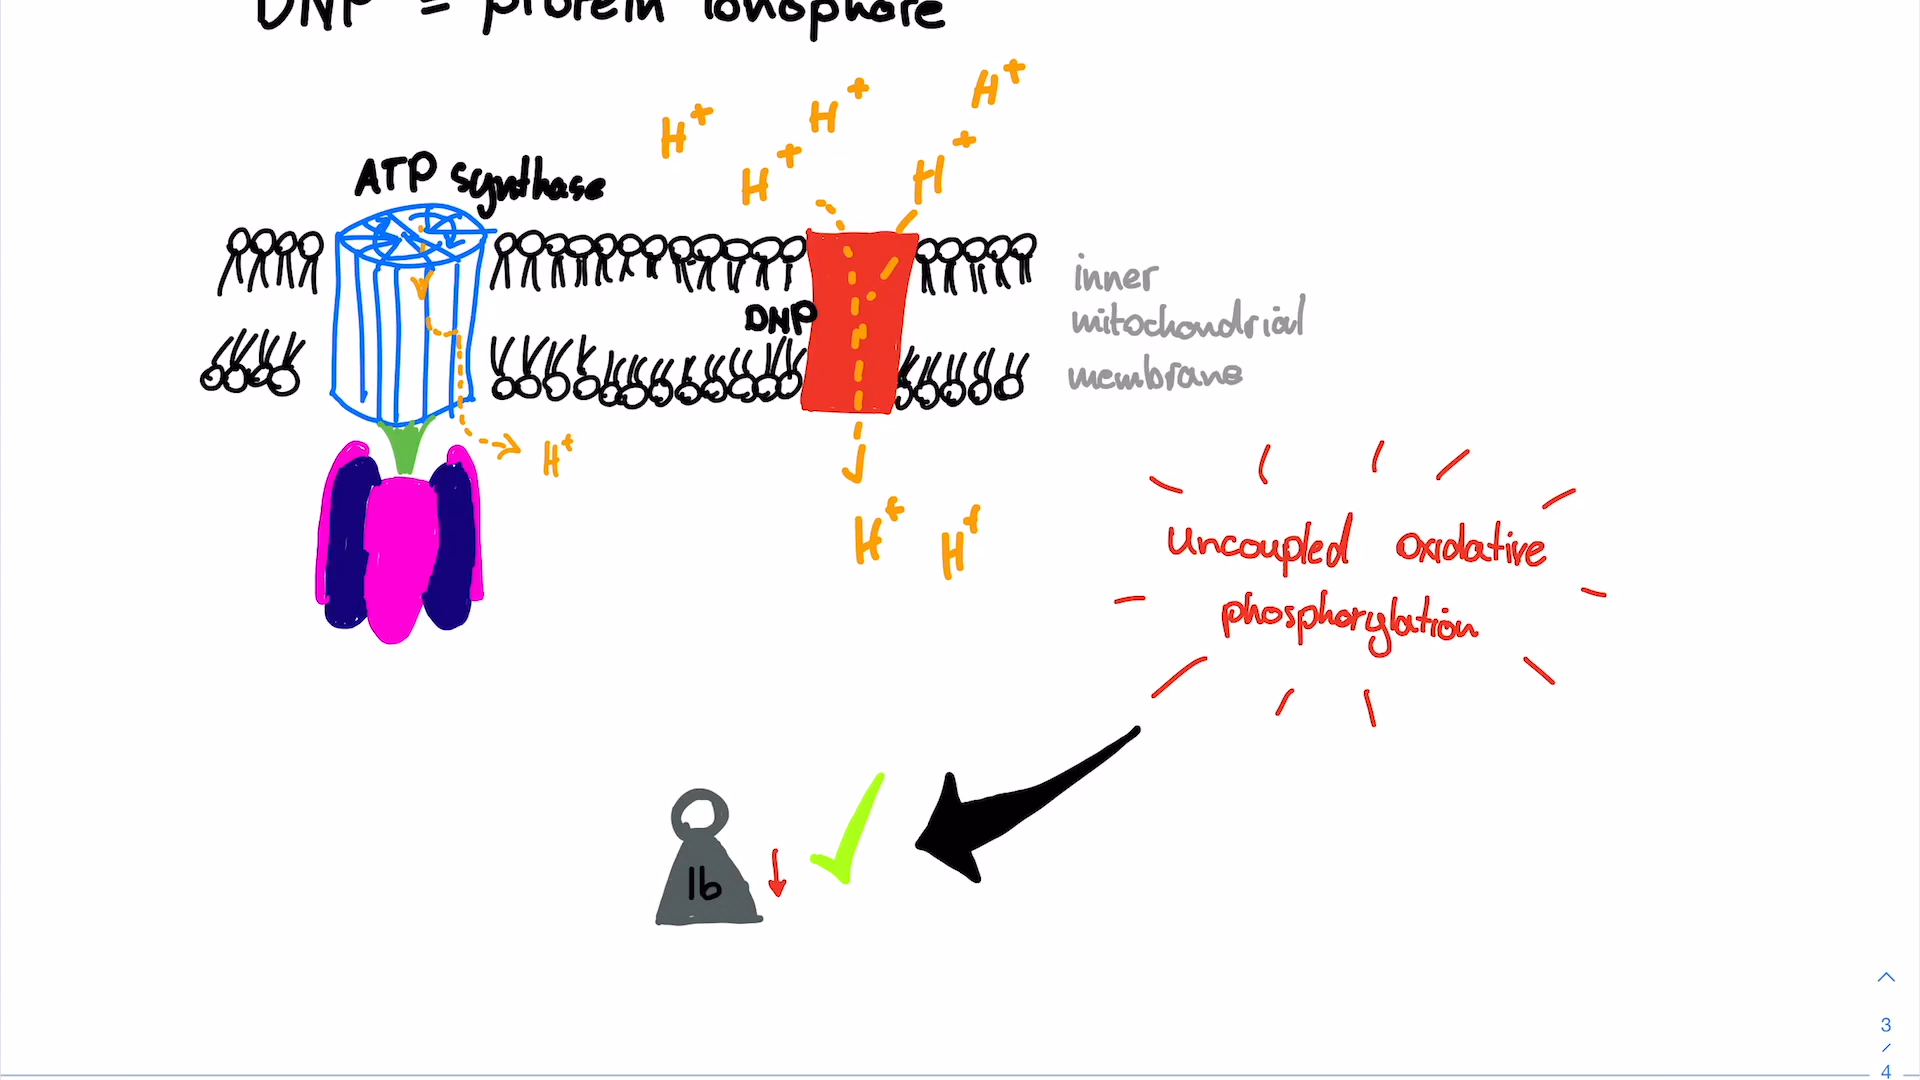 DNP = protein ionophore
H+
H+
H+
H+
H+
ATP synthase
inner
mitochondrial
membrane
DNP
H+
H+
H+
uncoupled oxidative
phosphorylation
lb
3
/
4